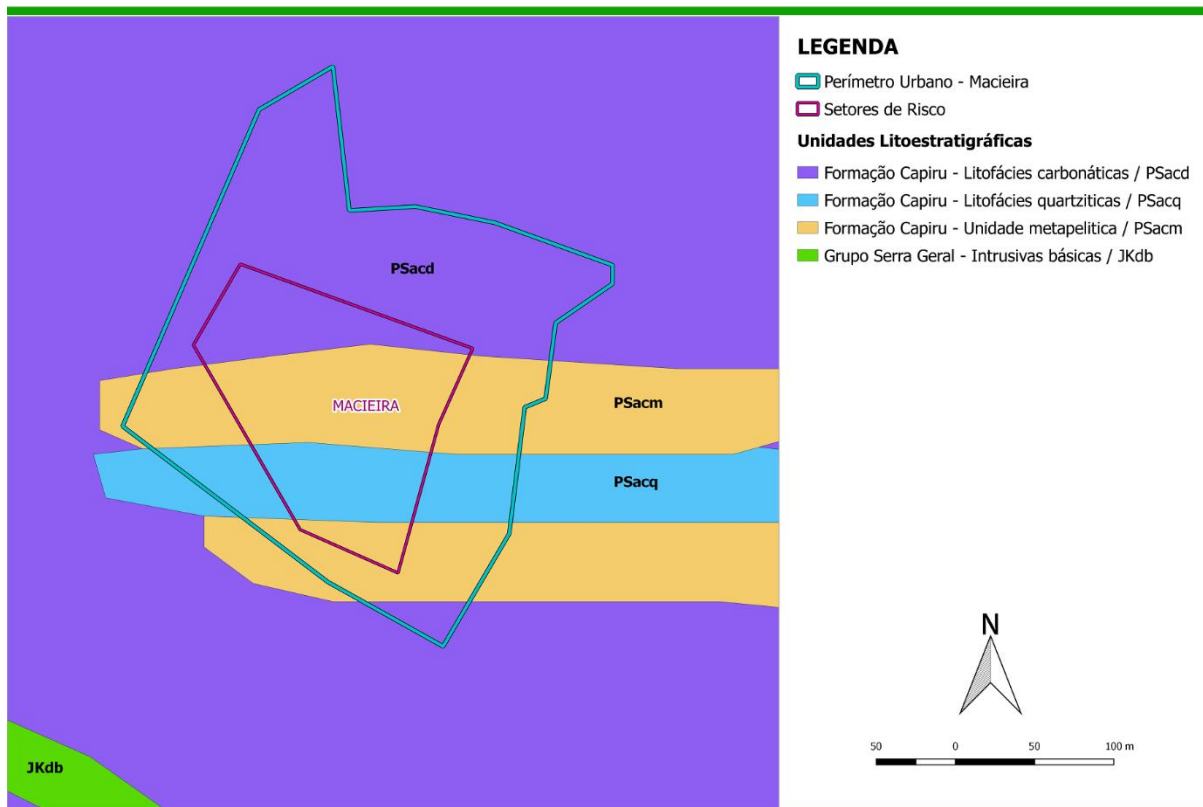 LEGENDA
Perímetro Urbano - Macieira
Setores de Risco
Unidades Litoestratigráficas
Formação Capiru - Litofácies carbonáticas / PSacd
Formação Capiru - Litofácies quartziticas / PSacq
Formação Capiru - Unidade metapelitica / PSacm
Grupo Serra Geral - Intrusivas básicas / JKdb
PSacd
MACIEIRA
PSacm
PSacq
JKdb
N
50 0 50 100 m